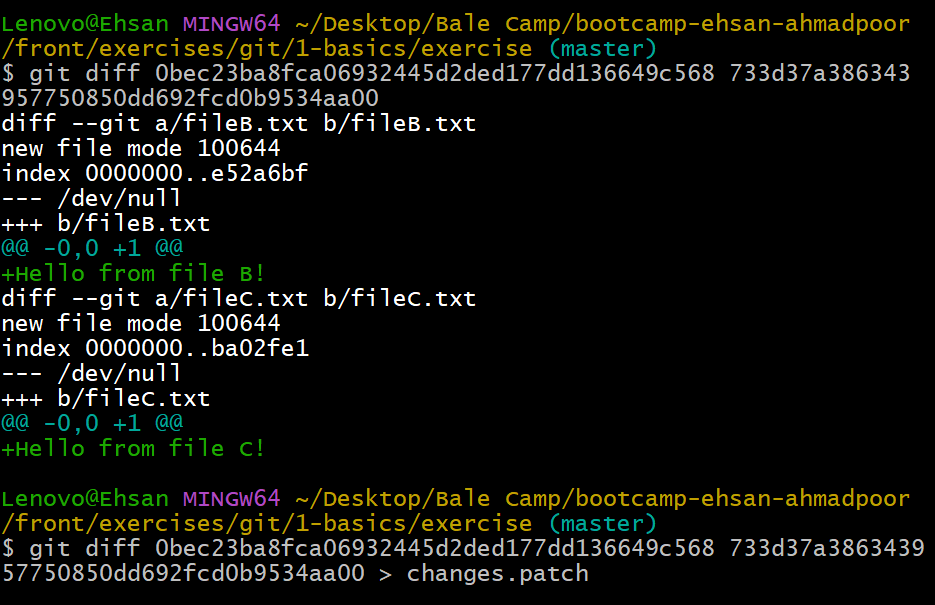 Lenovo@Ehsan MINGW64 ~/Desktop/Bale Camp/bootcamp-ehsan-ahmadpoor
/front/exercises/git/1-basics/exercise (master)
$ git diff 0bec23ba8fca06932445d2ded177dd136649c568 733d37a386343
957750850dd692fcd0b9534aa00
diff --git a/fileB.txt b/fileB.txt
new file mode 100644
index 0000000..e52a6bf
--- /dev/null
+++ b/fileB.txt
@@ -0,0 +1 @@
+Hello from file B!
diff --git a/fileC.txt b/fileC.txt
new file mode 100644
index 0000000..ba02fe1
--- /dev/null
+++ b/fileC.txt
@@ -0,0 +1 @@
+Hello from file C!
Lenovo@Ehsan MINGW64 ~/Desktop/Bale Camp/bootcamp-ehsan-ahmadpoor
/front/exercises/git/1-basics/exercise (master)
$ git diff 0bec23ba8fca06932445d2ded177dd136649c568 733d37a3863439
57750850dd692fcd0b9534aa00 > changes.patch